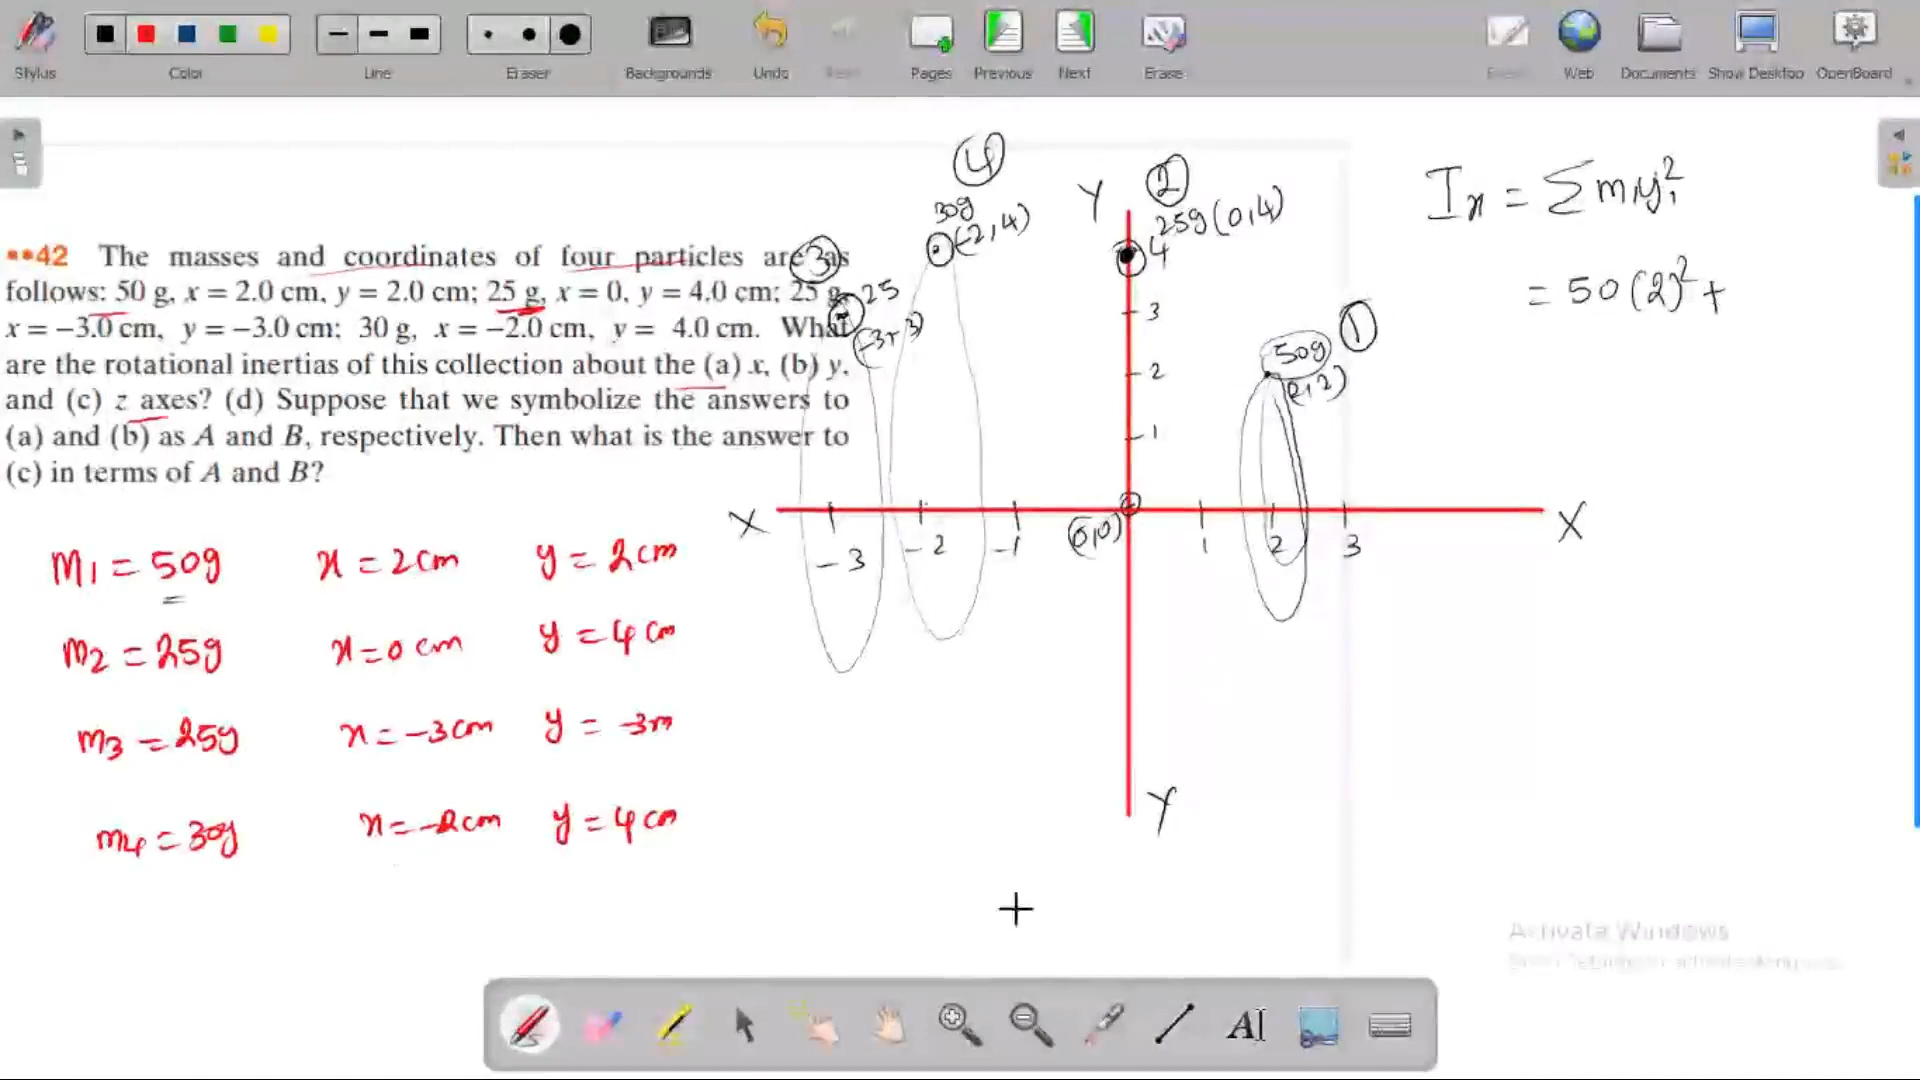 Stylus Color Line Eraser Backgrounds Undo Pages Previous Next Erase Web Documents Show Desktop OpenBoard
••42 The masses and coordinates of four particles are as
follows: 50 g, x = 2.0 cm, y = 2.0 cm; 25 g, x = 0, y = 4.0 cm; 25 g,
x = −3.0 cm, y = −3.0 cm; 30 g, x = −2.0 cm, y = 4.0 cm. What
are the rotational inertias of this collection about the (a) x, (b) y,
and (c) z axes? (d) Suppose that we symbolize the answers to
(a) and (b) as A and B, respectively. Then what is the answer to
(c) in terms of A and B?
m1 = 50g x = 2cm y = 2cm
m2 = 25g x = 0 cm y = 4 cm
m3 = 25g x = -3cm y = -3m
m4 = 30g x = -2cm y = 4 cm
4
30g
(-2,4)
3
25
Y
2
25g (0,4)
4
3
2
1
1
50g
(2,2)
X
-3 -2 -1
(0,0)
1 2 3
X
Y
Ix = Σ miyi²
= 50(2)² +
Activate Windows
AI